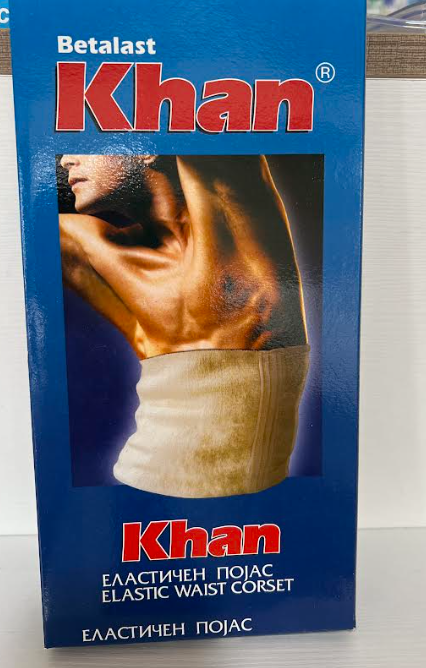 Betalast
Khan®
Khan
ЕЛАСТИЧЕН ПОЈАС
ELASTIC WAIST CORSET
ЕЛАСТИЧЕН ПОЈАС